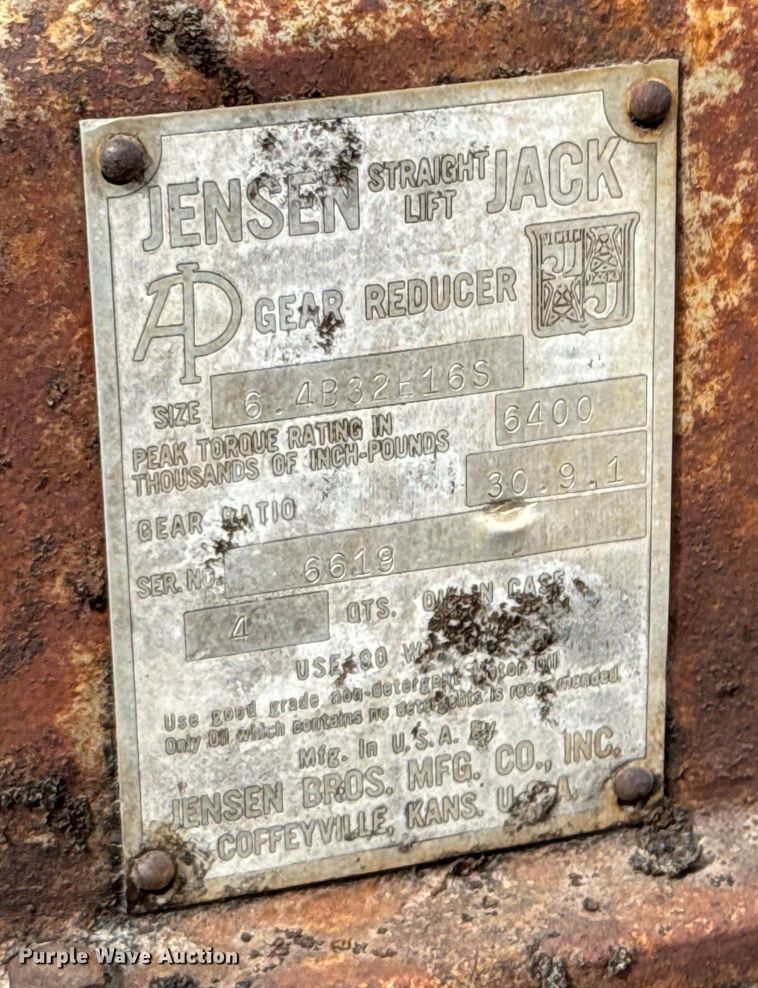 JENSEN STRAIGHT LIFT JACK
API GEAR REDUCER
SIZE 6.4B32E16S
PEAK TORQUE RATING IN
THOUSANDS OF INCH-POUNDS 6400
GEAR RATIO 30.9.1
SER. NO. 6619
4 QTS. OIL IN CASE
USE
Use good grade non-detergent motor oil
Only Oil which contains no detergents is recommended.
Mfg. In U.S.A. By
JENSEN BROS. MFG. CO., INC.
COFFEYVILLE, KANS. U.S.A.
Purple Wave Auction